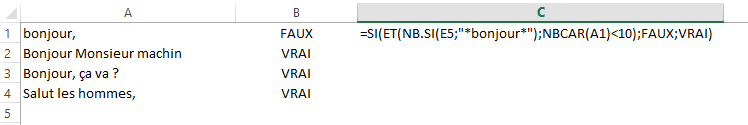 A B C
1 bonjour, FAUX =SI(ET(NB.SI(E5;"*bonjour*");NBCAR(A1)<10);FAUX;VRAI)
2 Bonjour Monsieur machin VRAI
3 Bonjour, ça va ? VRAI
4 Salut les hommes, VRAI
5